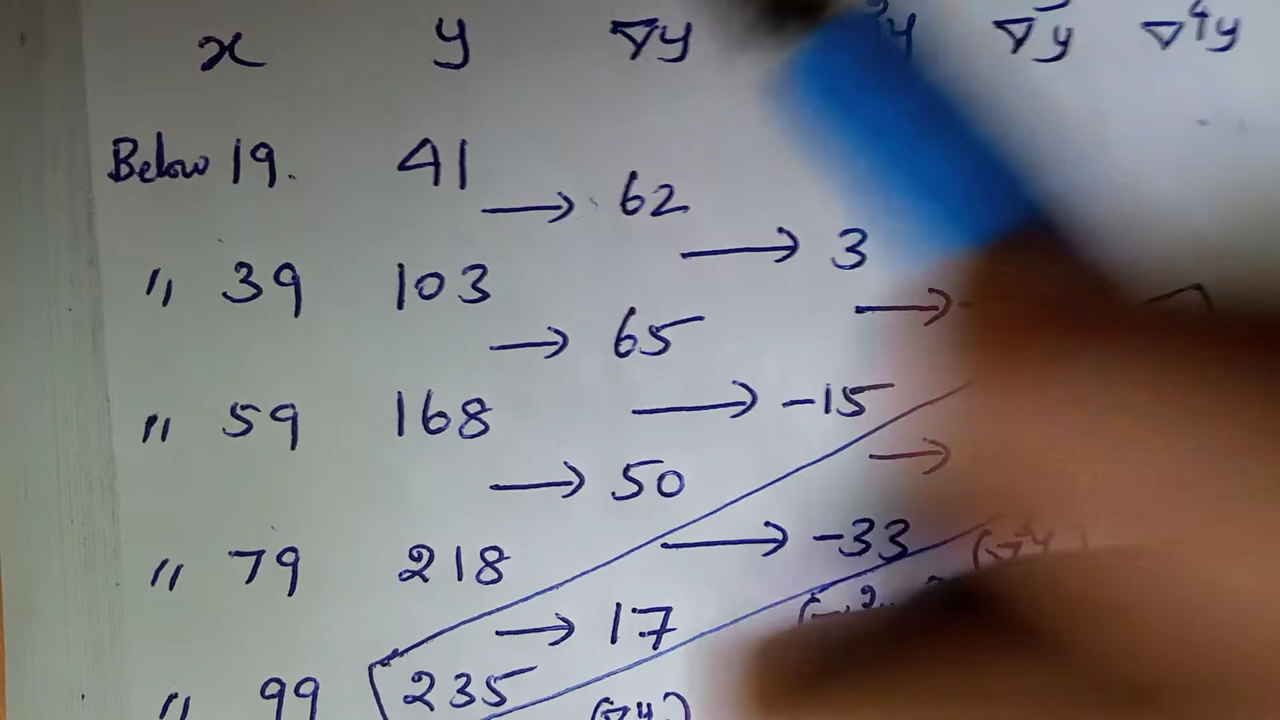 x y ∇y y ∇ y ∇⁴y
Below 19. 41
→ 62
→ 3
" 39 103
→
→ 65
" 59 168
→ -15
→
→ 50
→ -33
" 79 218
→ 17
" 99 235
(∇y)